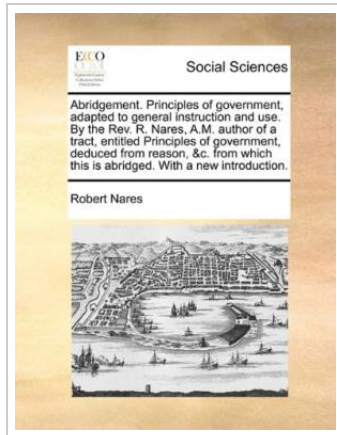 ECCO
Social Sciences
Abridgement. Principles of government,
adapted to general instruction and use.
By the Rev. R. Nares, A.M. author of a
tract, entitled Principles of government,
deduced from reason, &c. from which
this is abridged. With a new introduction.
Robert Nares